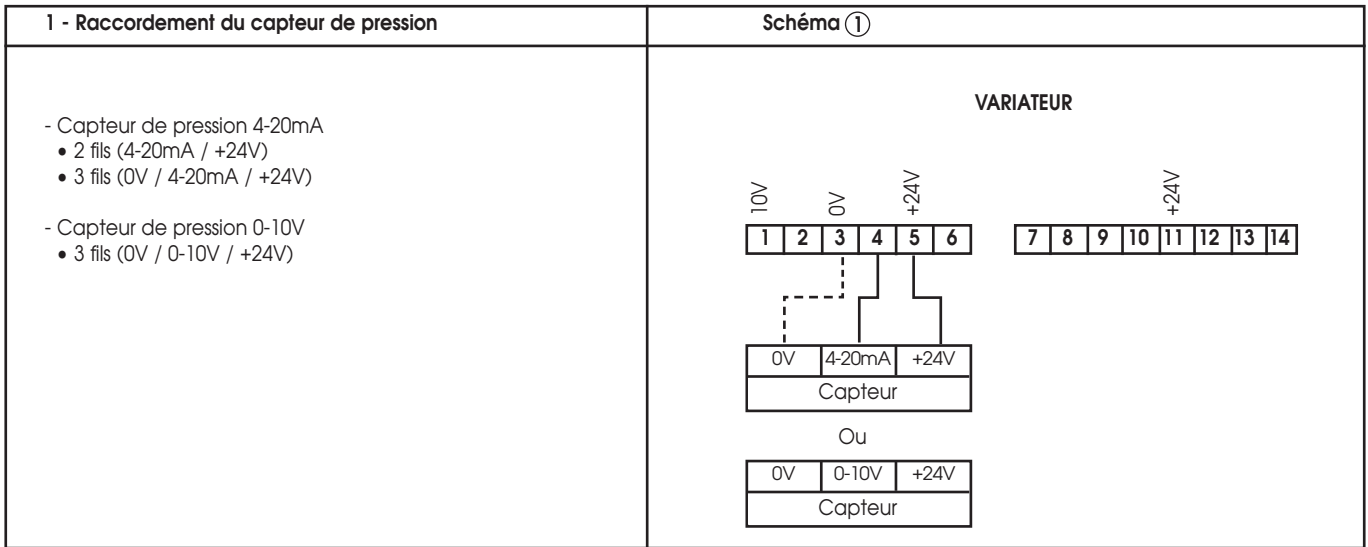 1 - Raccordement du capteur de pression
Schéma ①
- Capteur de pression 4-20mA
• 2 fils (4-20mA / +24V)
• 3 fils (0V / 4-20mA / +24V)
- Capteur de pression 0-10V
• 3 fils (0V / 0-10V / +24V)
VARIATEUR
10V 0V +24V +24V
1 2 3 4 5 6 7 8 9 10 11 12 13 14
0V 4-20mA +24V
Capteur
Ou
0V 0-10V +24V
Capteur